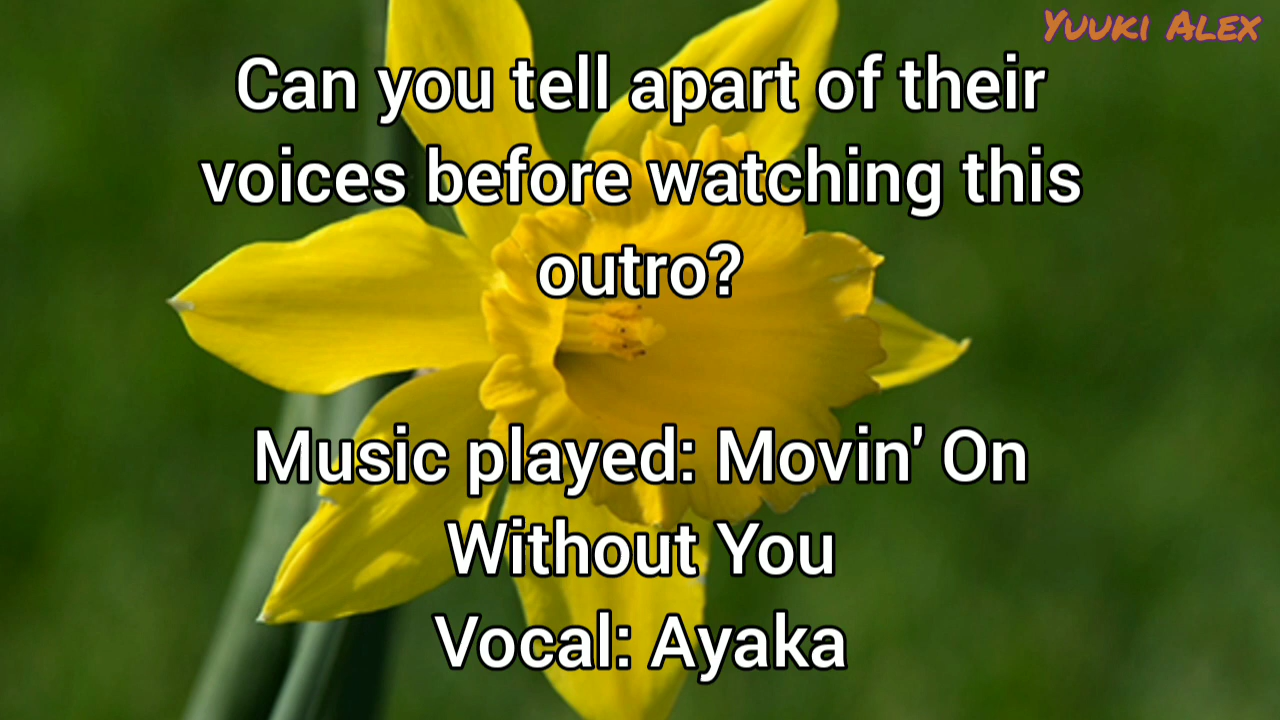 Yuuki Alex
Can you tell apart of their
voices before watching this
outro?
Music played: Movin' On
Without You
Vocal: Ayaka